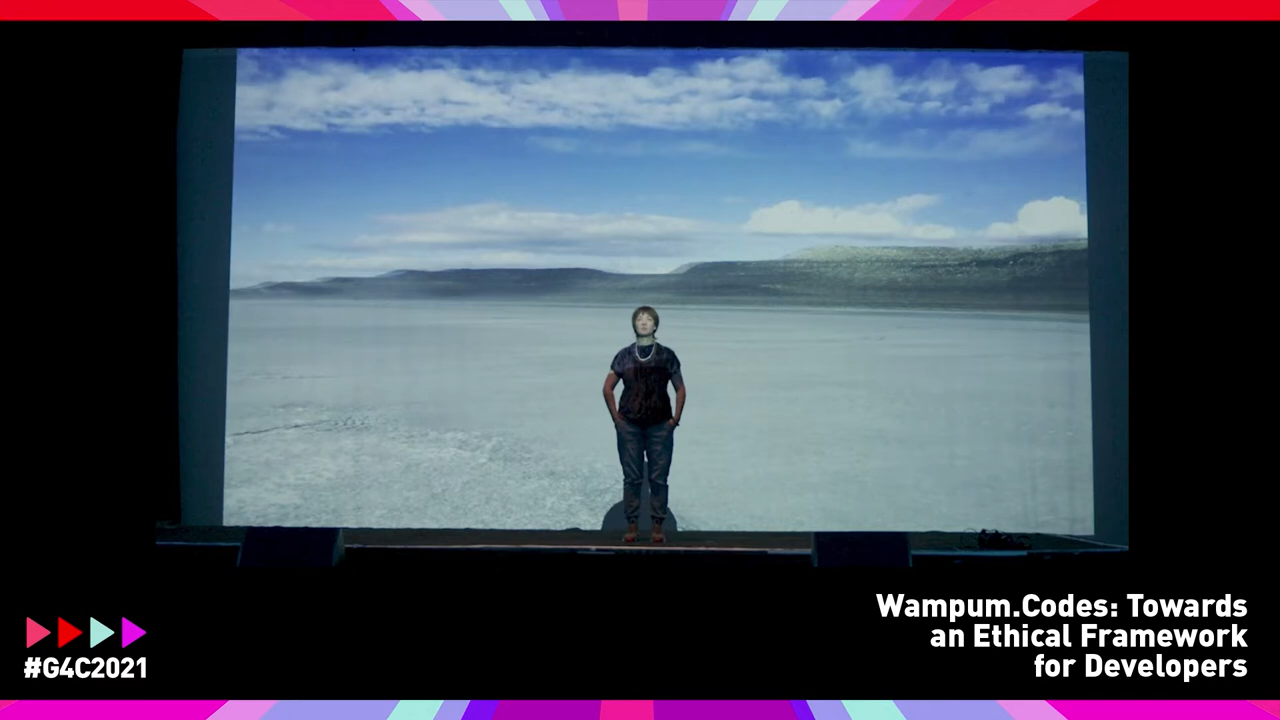 Wampum.Codes: Towards
an Ethical Framework
for Developers
#G4C2021